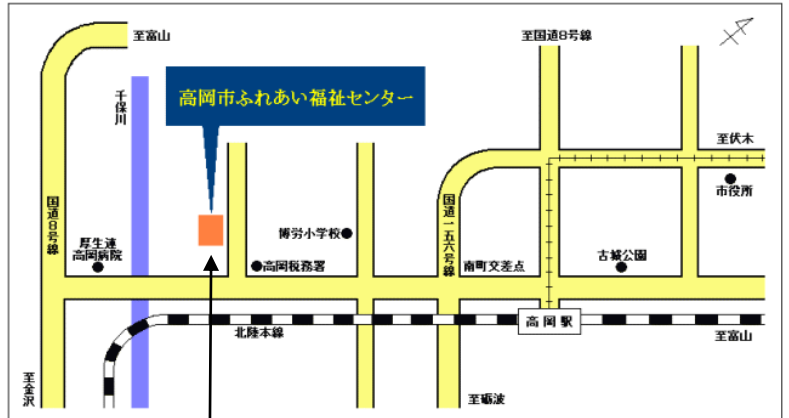 至富山
至国道8号線
千保川
高岡市ふれあい福祉センター
至伏木
市役所
国道8号線
国道一五六号線
博労小学校
厚生連
高岡病院
高岡税務署
南町交差点
古城公園
北陸本線
高岡駅
至富山
至金沢
至砺波